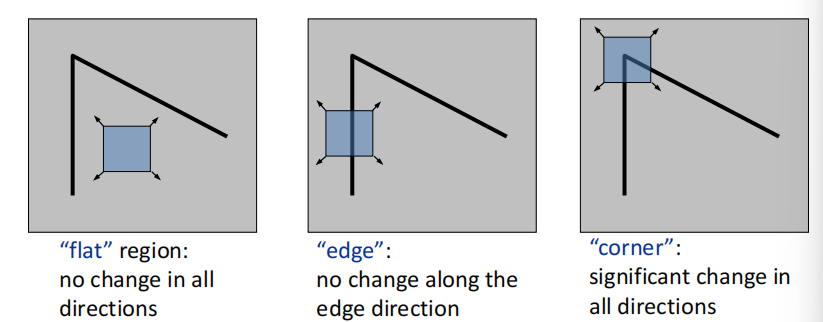 “flat” region:
no change in all
directions
“edge”:
no change along the
edge direction
“corner”:
significant change in
all directions